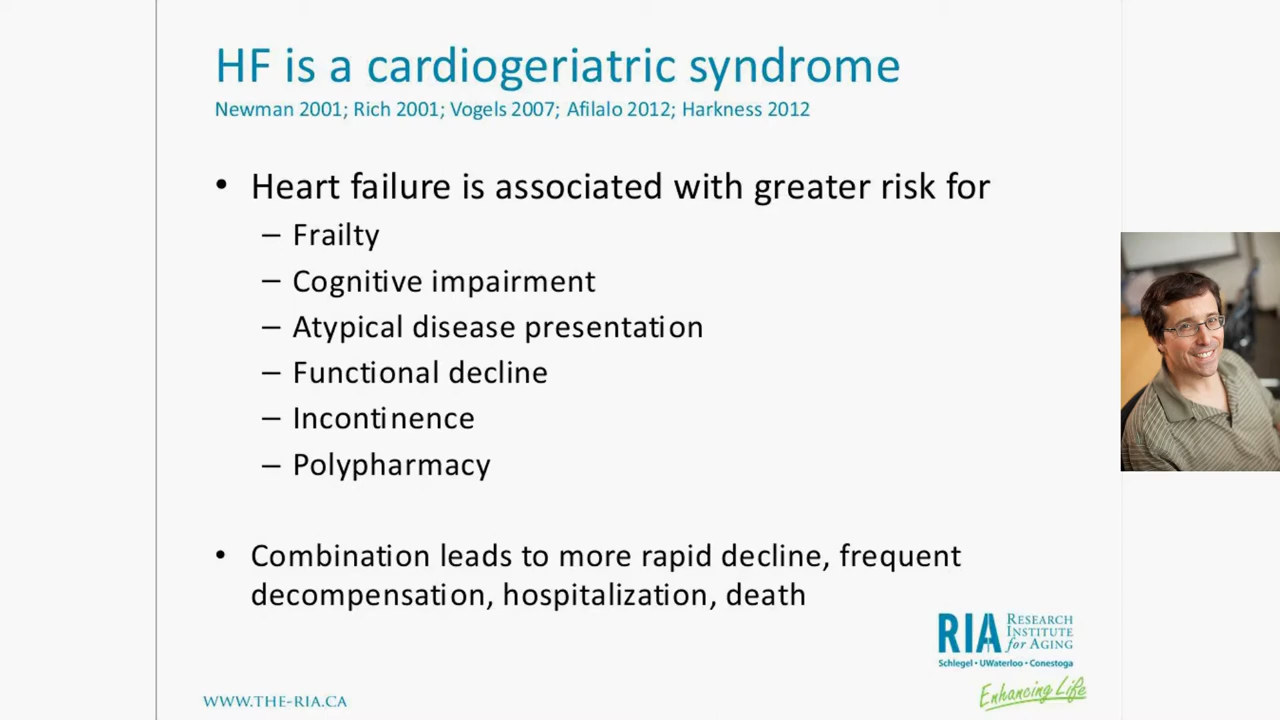 HF is a cardiogeriatric syndrome
Newman 2001; Rich 2001; Vogels 2007; Afilalo 2012; Harkness 2012
• Heart failure is associated with greater risk for
– Frailty
– Cognitive impairment
– Atypical disease presentation
– Functional decline
– Incontinence
– Polypharmacy
• Combination leads to more rapid decline, frequent
decompensation, hospitalization, death
RIA RESEARCH
INSTITUTE
for AGING
Schlegel • UWaterloo • Conestoga
Enhancing Life
WWW.THE-RIA.CA